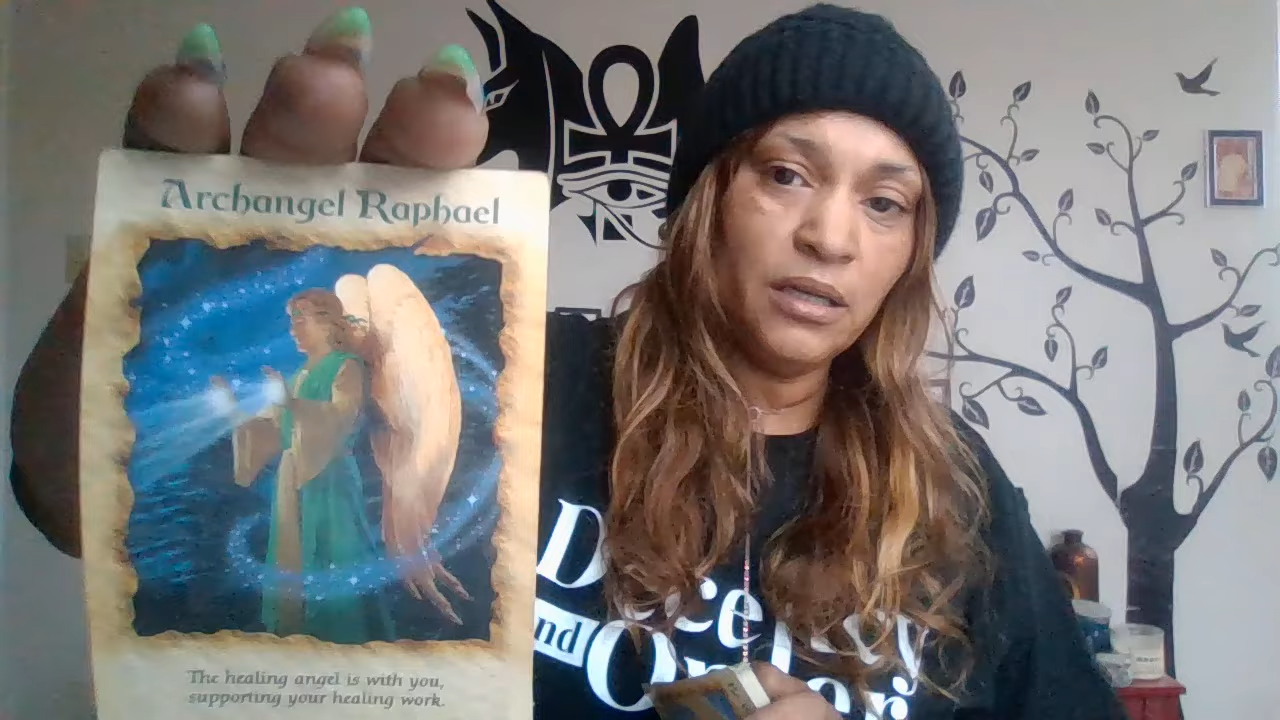 Archangel Raphael
The healing angel is with you,
supporting your healing work.
and